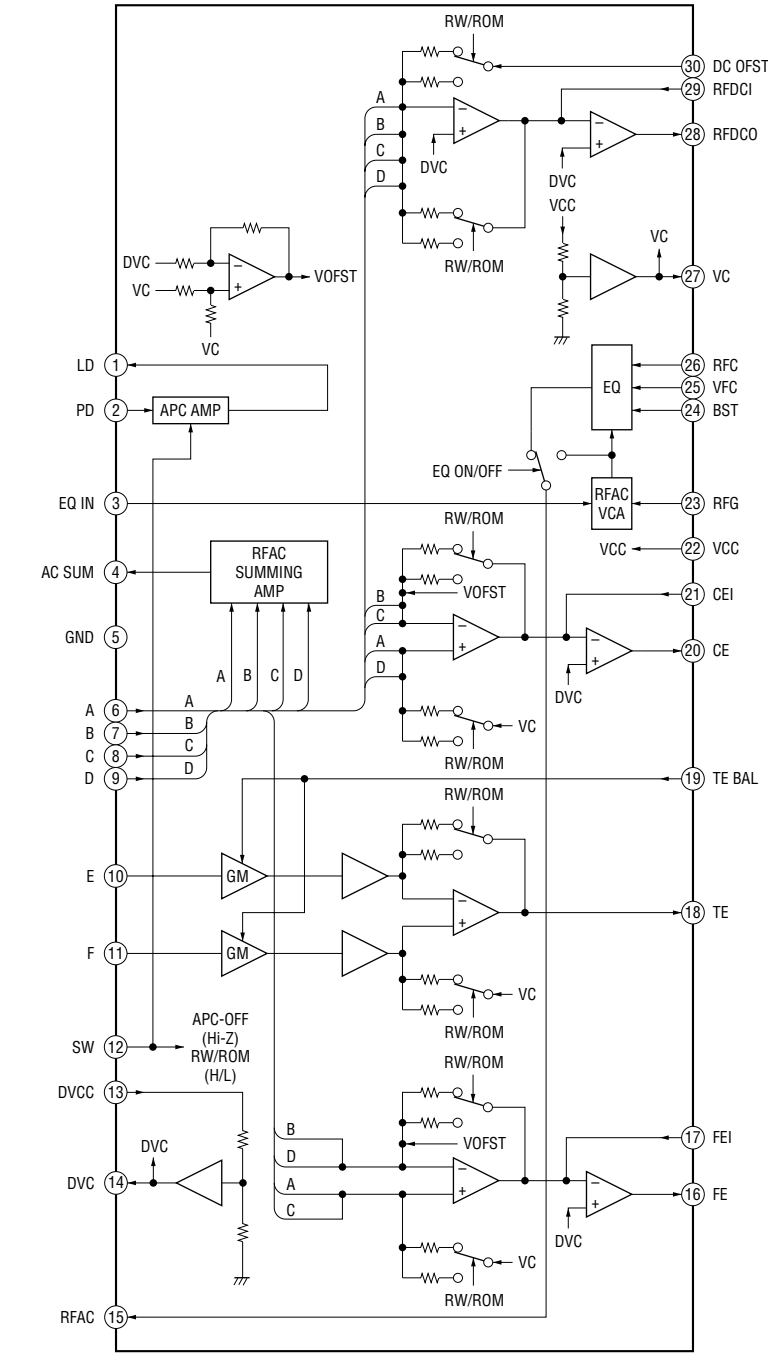 RW/ROM
30 DC OFST
29 RFDCI
A
−
+
−
+
28 RFDCO
B
C
DVC
D
DVC
VCC
RW/ROM
VC
DVC
−
+
VOFST
VC
27 VC
VC
LD 1
26 RFC
EQ
25 VFC
PD 2
APC AMP
24 BST
EQ ON/OFF
EQ IN 3
RFAC
VCA
23 RFG
RW/ROM
VCC
22 VCC
AC SUM 4
RFAC
SUMMING
AMP
VOFST
21 CEI
B
C
−
+
−
+
GND 5
A
20 CE
D
DVC
A B C D
A 6
A
B 7
B
VC
C 8
C
D 9
D
RW/ROM
19 TE BAL
RW/ROM
E 10
GM
−
+
18 TE
F 11
GM
VC
APC-OFF
(Hi-Z)
RW/ROM
(H/L)
SW 12
RW/ROM
RW/ROM
DVCC 13
B
VOFST
17 FEI
DVC
D
−
+
−
+
DVC 14
A
16 FE
C
DVC
VC
RW/ROM
RFAC 15